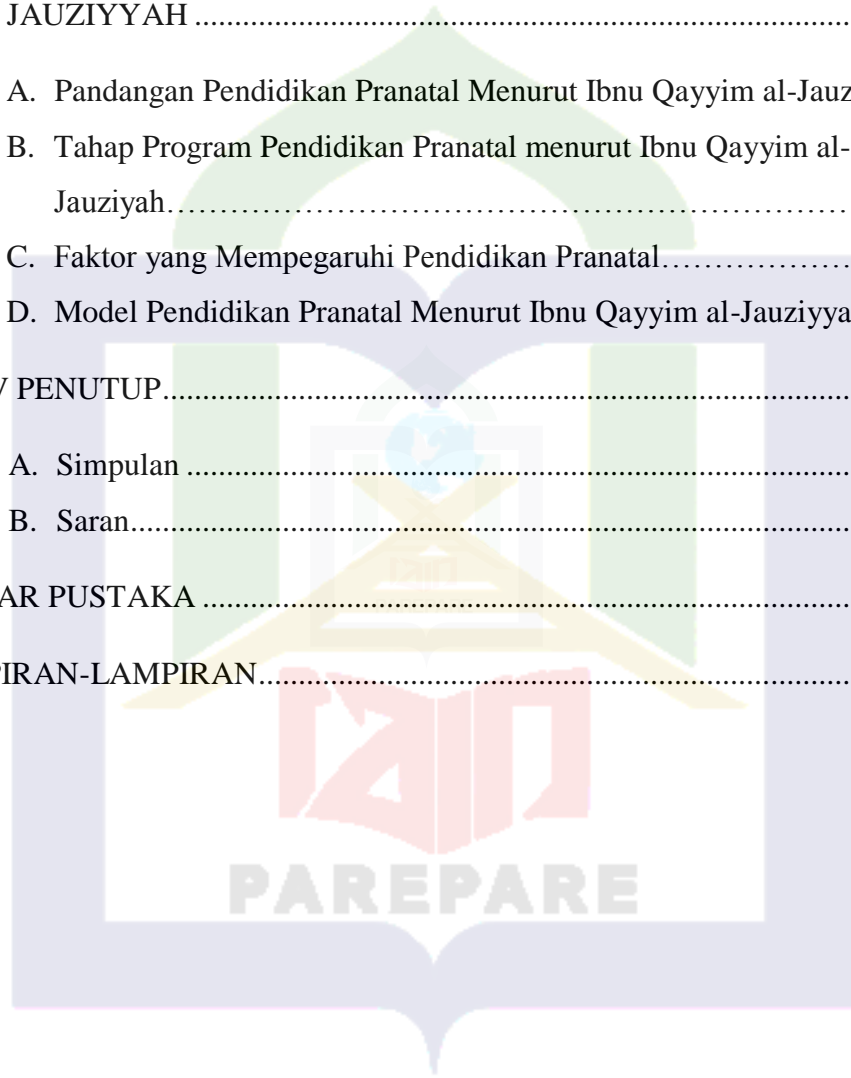 JAUZIYYAH ........................................................................................
A. Pandangan Pendidikan Pranatal Menurut Ibnu Qayyim al-Jauz
B. Tahap Program Pendidikan Pranatal menurut Ibnu Qayyim al-
Jauziyah……………………………………………………………
C. Faktor yang Mempegaruhi Pendidikan Pranatal………………
D. Model Pendidikan Pranatal Menurut Ibnu Qayyim al-Jauziyya
PENUTUP........................................................................................
A. Simpulan ........................................................................................
B. Saran........................................................................................
AR PUSTAKA ........................................................................................
PIRAN-LAMPIRAN........................................................................................
PAREPARE